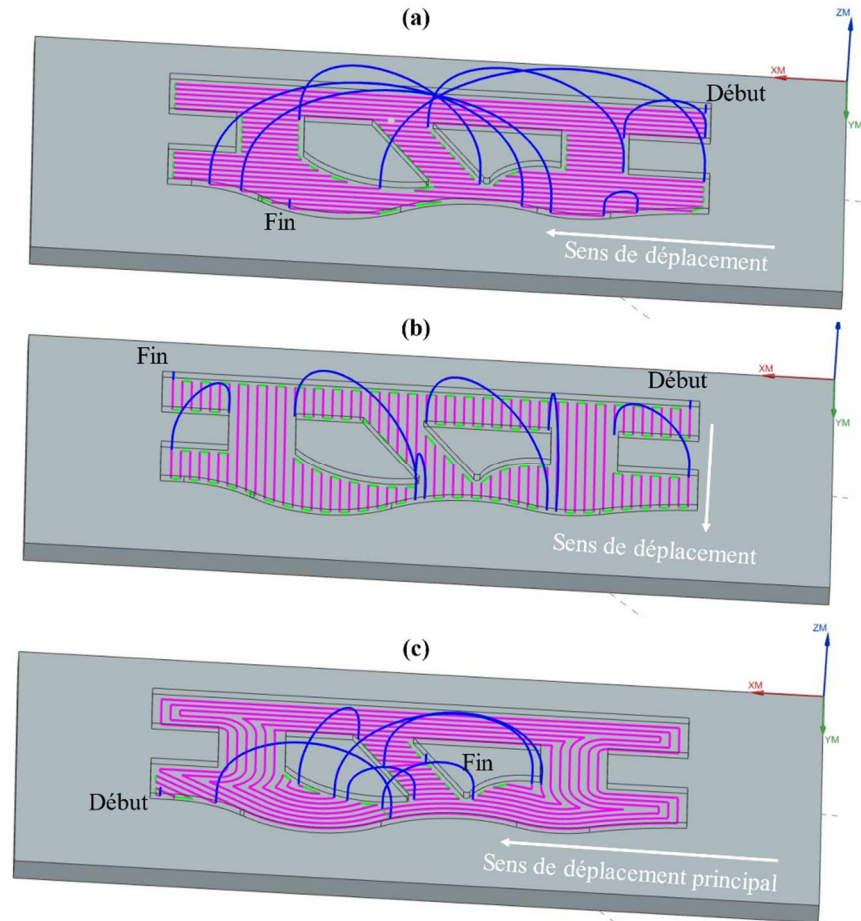 (a)
ZM
XM
Début
YM
Fin
Sens de déplacement
(b)
Fin
XM
Début
YM
Sens de déplacement
(c)
ZM
XM
YM
Fin
Début
Sens de déplacement principal